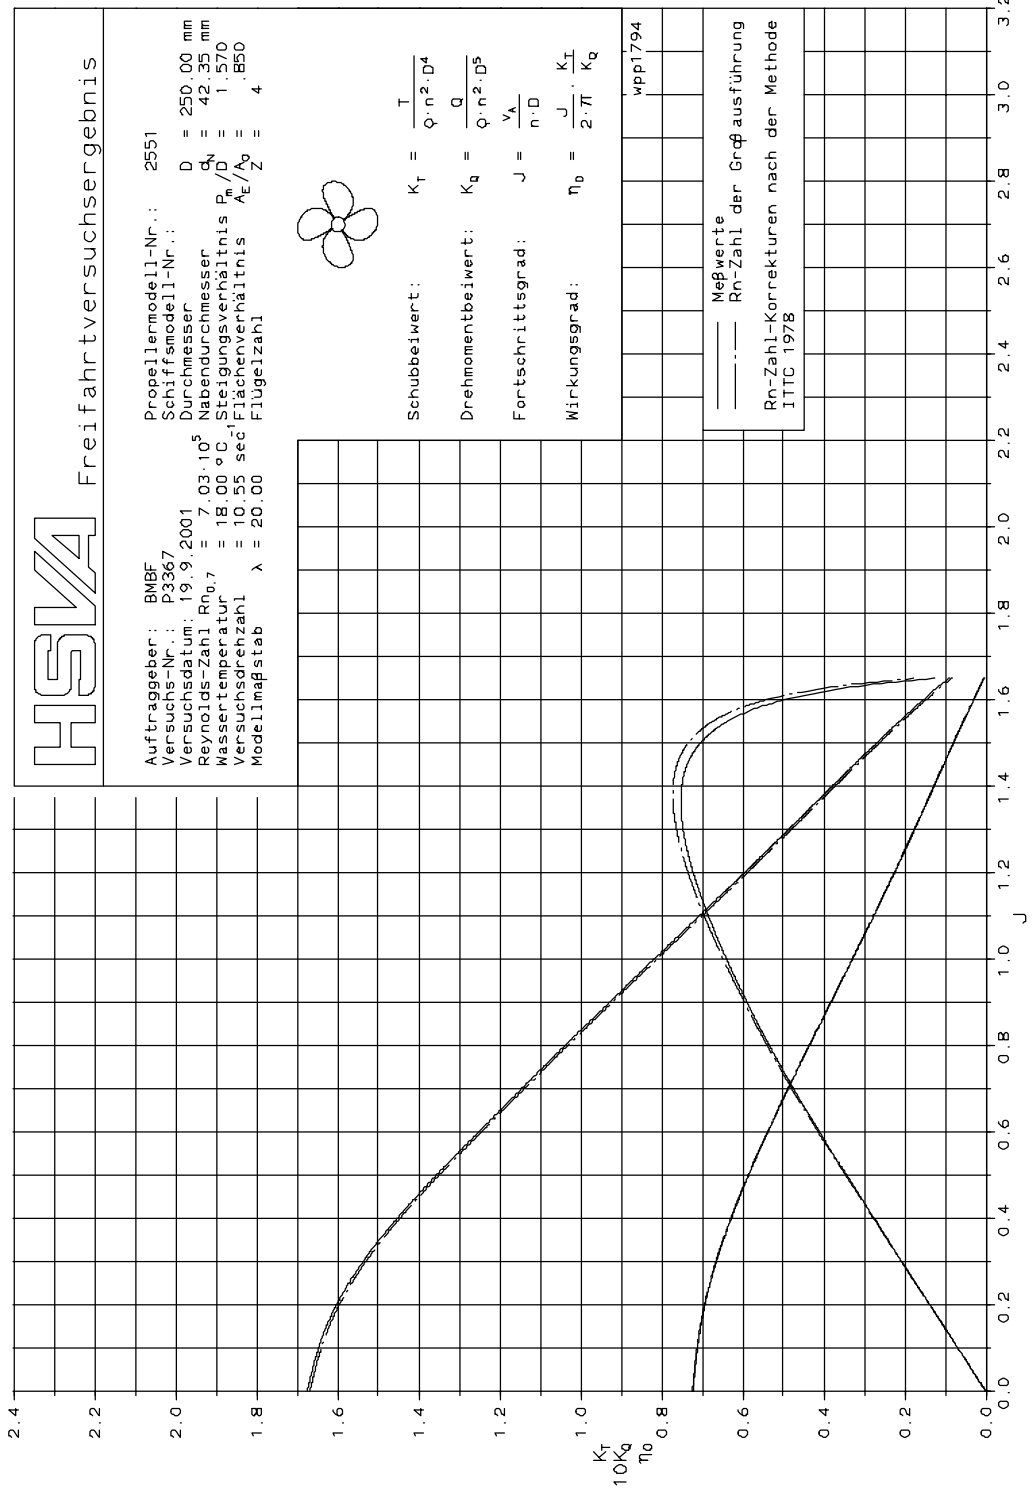 HSVA
Freifahrtversuchsergebnis
Auftraggeber: BMBF
Versuchs-Nr.: P3367
Versuchsdatum: 19.9.2001
Reynolds-Zahl Rn0.7 = 7.03·10^5
Wassertemperatur = 18.00 °C
Versuchsdrehzahl = 10.55 sec^-1
Modellmaßstab λ = 20.00
Propellermodell-Nr.: 2551
Schiffsmodell-Nr.:
Durchmesser D = 250.00 mm
Nabendurchmesser dN = 42.35 mm
Steigungsverhältnis Pm/D = 1.570
Flächenverhältnis AE/AO = .850
Flügelzahl Z = 4
Schubbeiwert: KT = T / ρ·n²·D⁴
Drehmomentbeiwert: KQ = Q / ρ·n²·D⁵
Fortschrittsgrad: J = vA / n·D
Wirkungsgrad: ηO = J / 2·π · KT / KQ
wpp1794
Meßwerte
Rn-Zahl der Großausführung
Rn-Zahl-Korrekturen nach der Methode
ITTC 1978
2.4
2.2
2.0
1.8
1.6
1.4
1.2
1.0
0.8
0.6
0.4
0.2
0.0
KT
10KQ
ηO
0.0 0.2 0.4 0.6 0.8 1.0 1.2 1.4 1.6 1.8 2.0 2.2 2.4 2.6 2.8 3.0 3.2
J